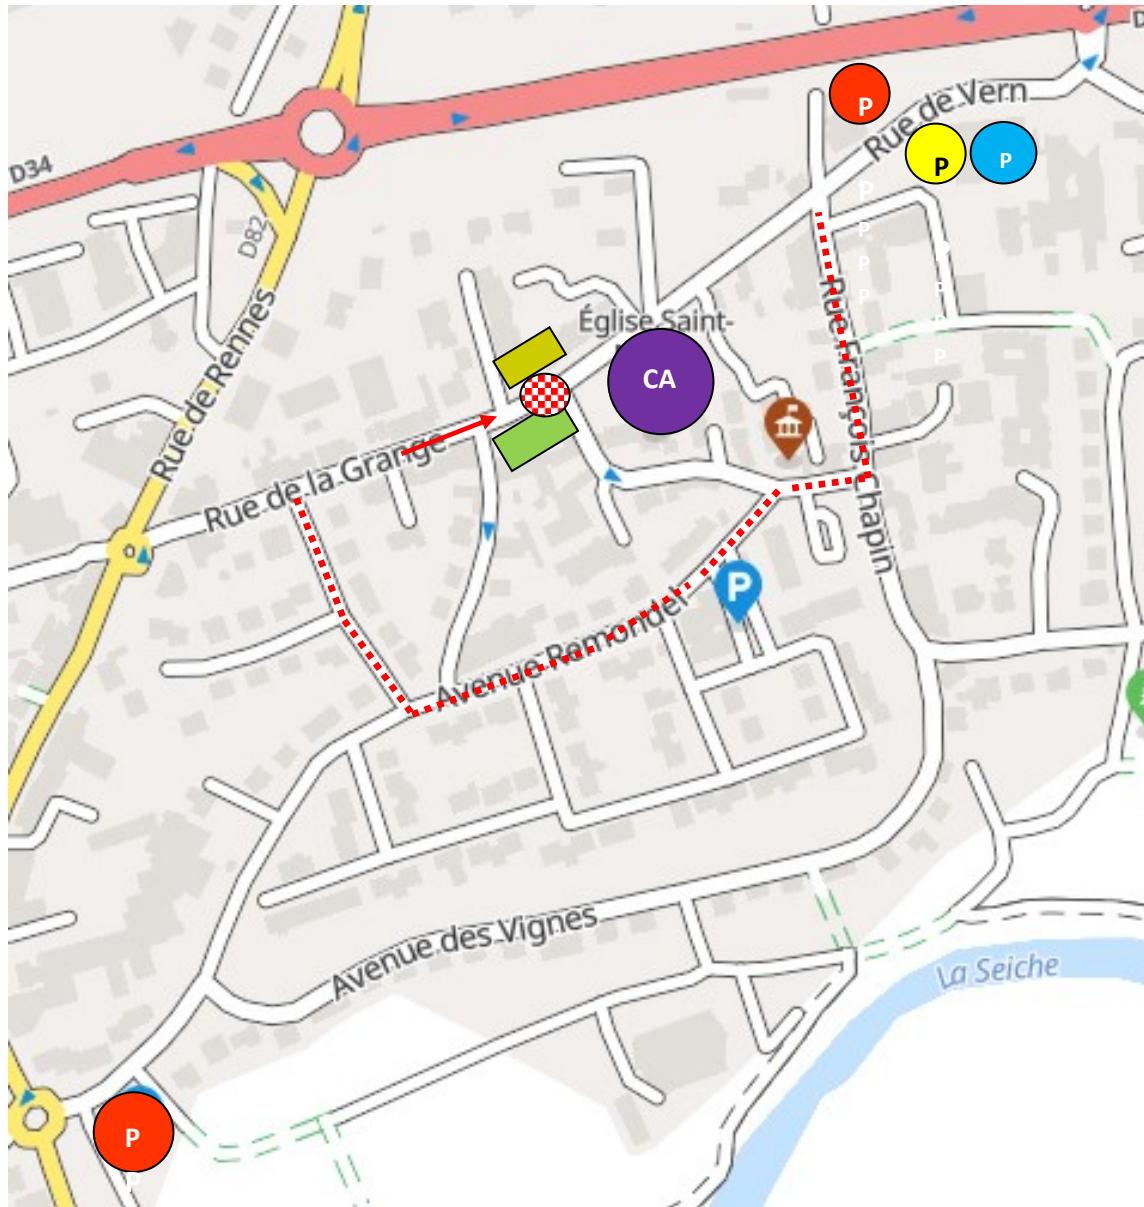 D
Rue de Vern
P
P
P
D34
P
P
D82
P
P
P
P
Rue de Rennes
Rue François Chapin
Église Saint-
CA
P
Rue de la Grange
P
Avenue Remondel
Avenue des Vignes
La Seiche
P
P